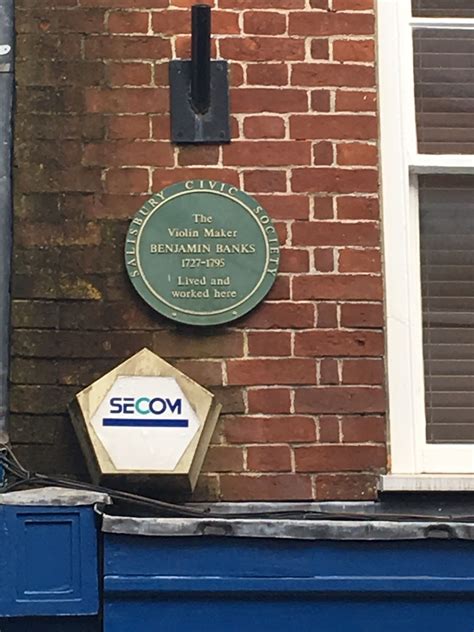 SALISBURY CIVIC SOCIETY
The
Violin Maker
BENJAMIN BANKS
1727-1795
Lived and
worked here
SECOM